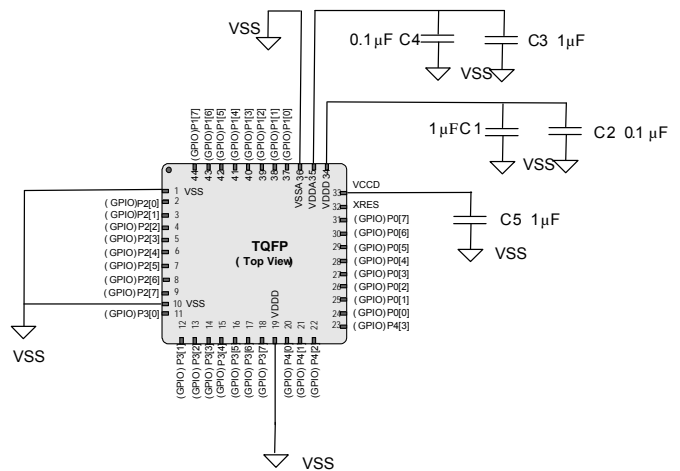 VSS
0.1 µF C4
C3 1µF
VSS
1µFC1
C2 0.1 µF
VSS
44 (GPIO)P1[7]
43 (GPIO)P1[6]
42 (GPIO)P1[5]
41 (GPIO)P1[4]
40 (GPIO)P1[3]
39 (GPIO)P1[2]
38 (GPIO)P1[1]
37 (GPIO)P1[0]
VSSA 36
VDDA 35
VDDD 34
1 VSS
(GPIO)P2[0] 2
(GPIO)P2[1] 3
(GPIO)P2[2] 4
(GPIO)P2[3] 5
(GPIO)P2[4] 6
(GPIO)P2[5] 7
(GPIO)P2[6] 8
(GPIO)P2[7] 9
10 VSS
(GPIO)P3[0] 11
VSS
TQFP
(Top View)
33 VCCD
32 XRES
31 (GPIO) P0[7]
30 (GPIO) P0[6]
29 (GPIO) P0[5]
28 (GPIO) P0[4]
27 (GPIO) P0[3]
26 (GPIO) P0[2]
25 (GPIO) P0[1]
24 (GPIO) P0[0]
23 (GPIO) P4[3]
C5 1µF
VSS
12 (GPIO) P3[1]
13 (GPIO) P3[2]
14 (GPIO) P3[3]
15 (GPIO) P3[4]
16 (GPIO) P3[5]
17 (GPIO) P3[6]
18 (GPIO) P3[7]
19 VDDD
20 (GPIO) P4[0]
21 (GPIO) P4[1]
22 (GPIO) P4[2]
VSS